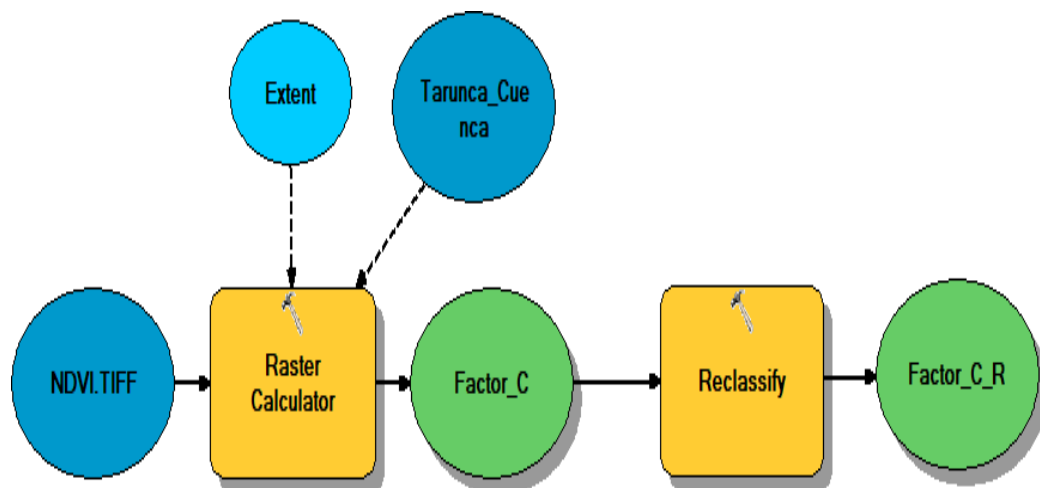 Extent
Tarunca_Cue
nca
NDVI.TIFF
Raster
Calculator
Factor_C
Reclassify
Factor_C_R